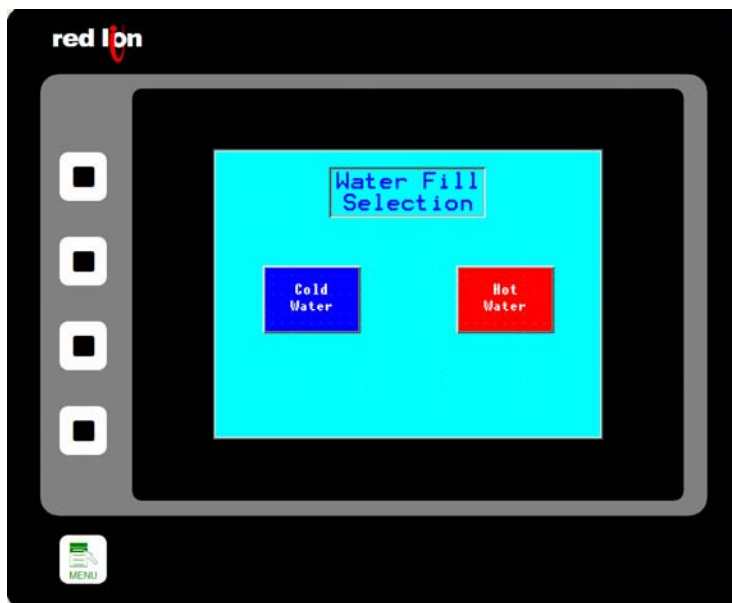 red lion
Water Fill
Selection
Cold
Water
Hot
Water
MENU